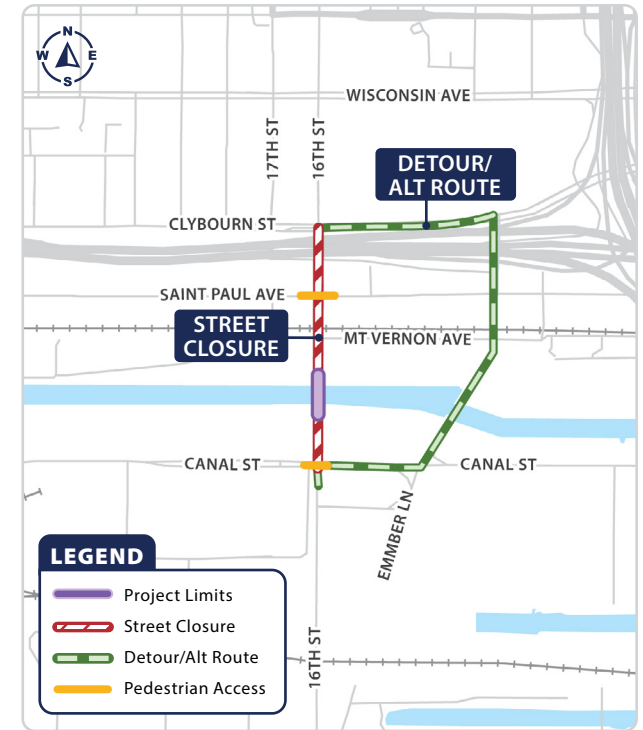 N
W E
S
WISCONSIN AVE
17TH ST
16TH ST
DETOUR/
ALT ROUTE
CLYBOURN ST
SAINT PAUL AVE
STREET
CLOSURE
MT VERNON AVE
CANAL ST
CANAL ST
EMMBER LN
LEGEND
Project Limits
Street Closure
Detour/Alt Route
Pedestrian Access
16TH ST